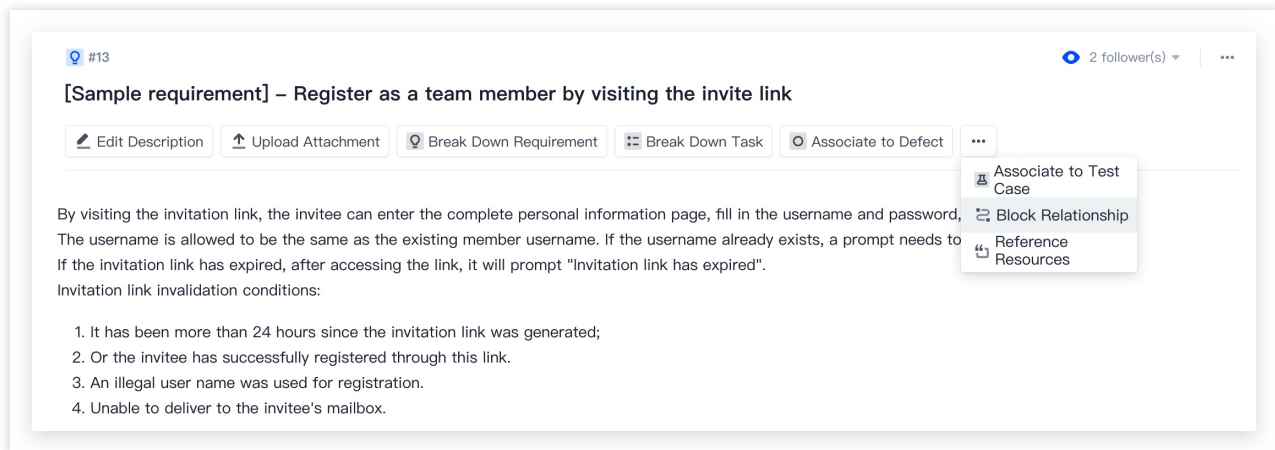 #13
2 follower(s)
[Sample requirement] – Register as a team member by visiting the invite link
Edit Description
Upload Attachment
Break Down Requirement
Break Down Task
Associate to Defect
Associate to Test
Case
Block Relationship
Reference
Resources
By visiting the invitation link, the invitee can enter the complete personal information page, fill in the username and password,
The username is allowed to be the same as the existing member username. If the username already exists, a prompt needs to
If the invitation link has expired, after accessing the link, it will prompt "Invitation link has expired".
Invitation link invalidation conditions:
1. It has been more than 24 hours since the invitation link was generated;
2. Or the invitee has successfully registered through this link.
3. An illegal user name was used for registration.
4. Unable to deliver to the invitee's mailbox.